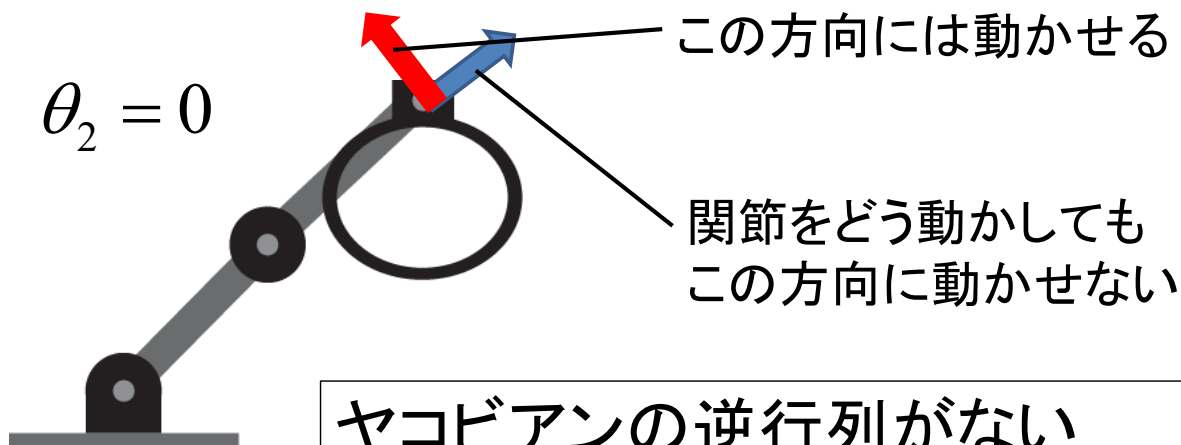 この方向には動かせる
θ₂ = 0
関節をどう動かしても
この方向に動かせない
ヤコビアンの逆行列がない